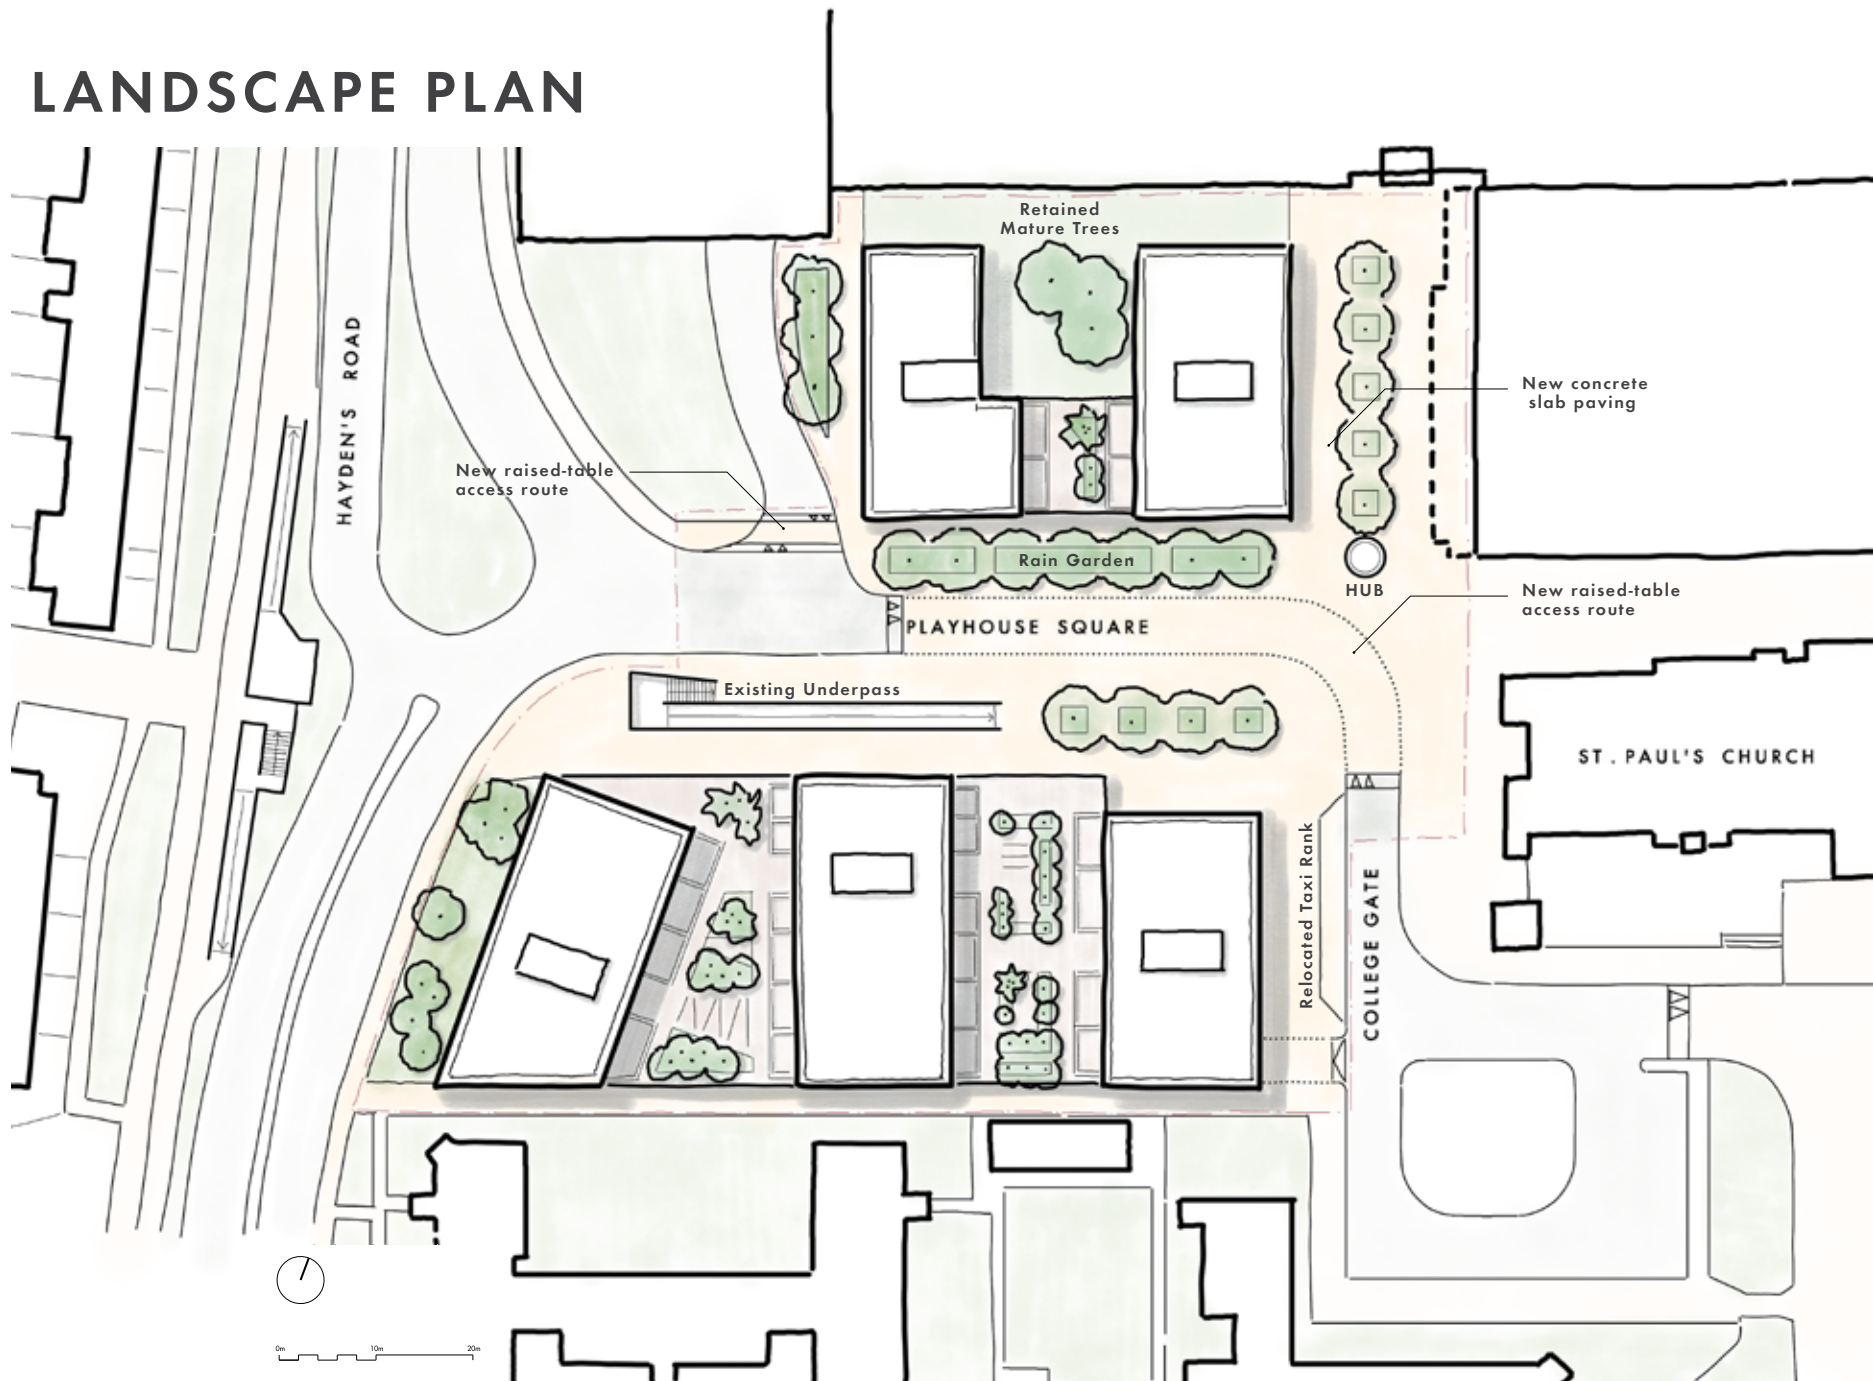 LANDSCAPE PLAN
Retained
Mature Trees
HAYDEN'S ROAD
New concrete
slab paving
New raised-table
access route
Rain Garden
HUB
New raised-table
access route
PLAYHOUSE SQUARE
Existing Underpass
ST. PAUL'S CHURCH
Relocated Taxi Rank
COLLEGE GATE
0m 10m 20m